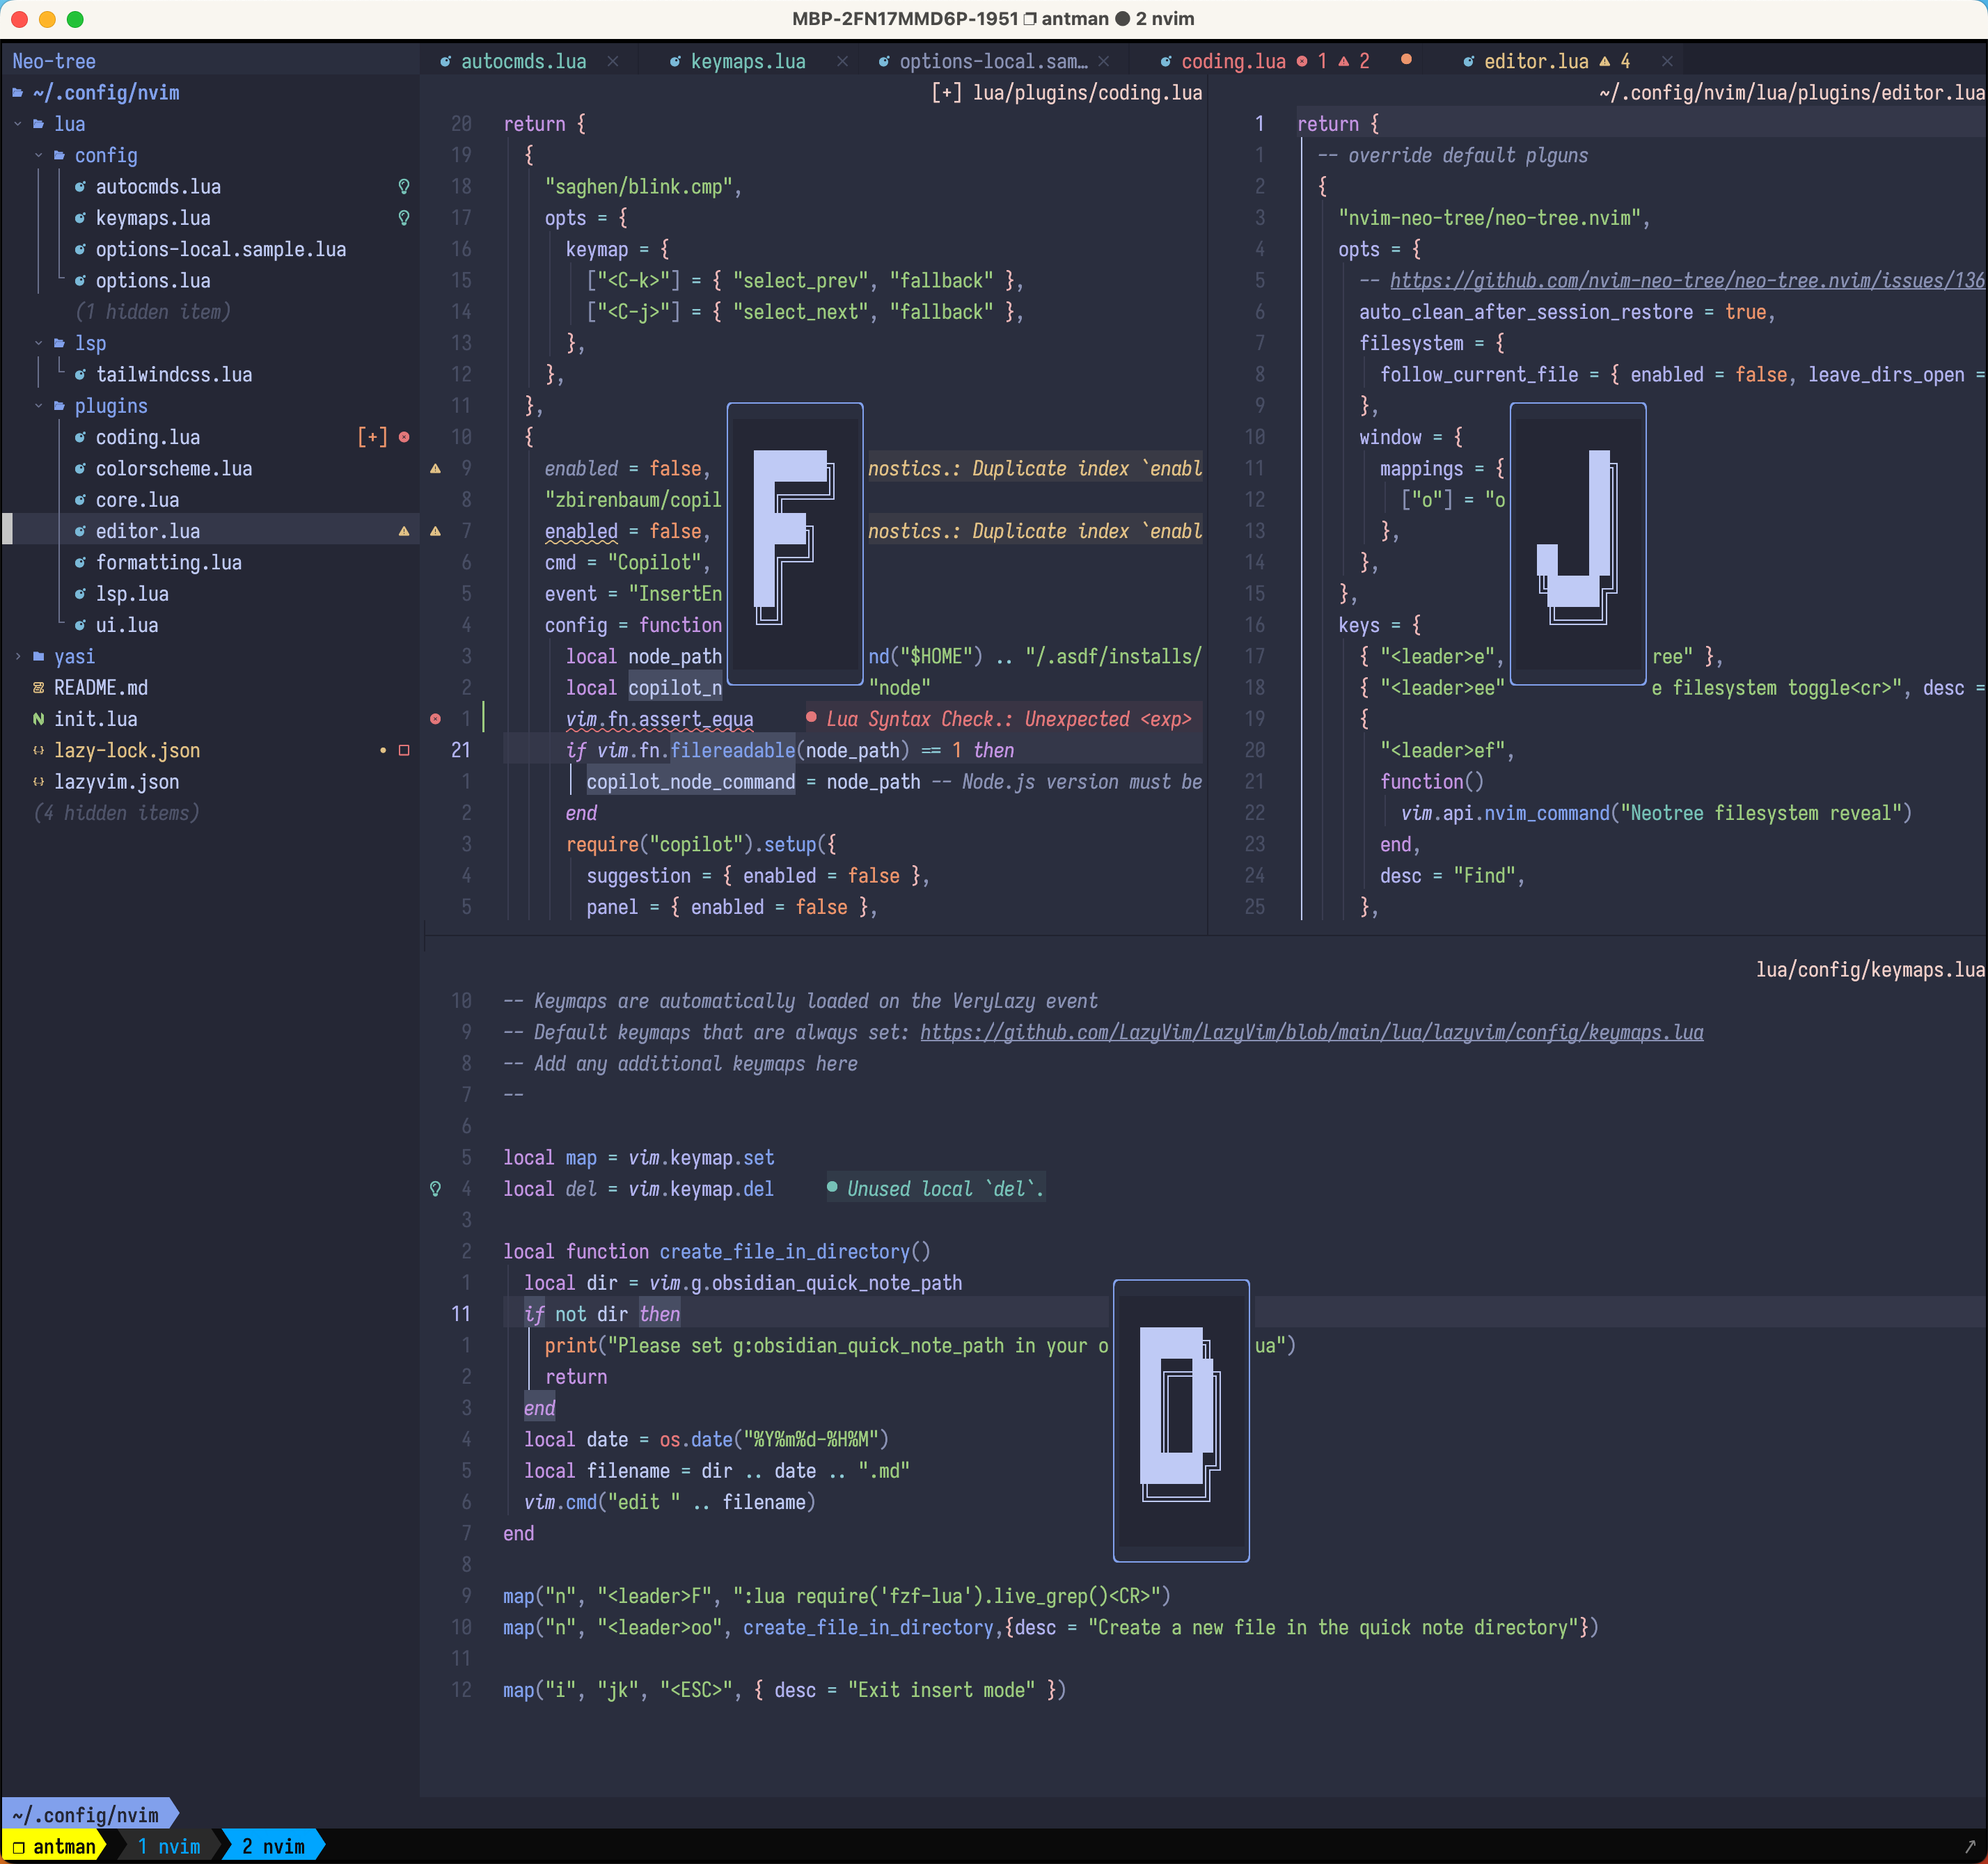 MBP-2FN17MMD6P-1951 ❐ antman ● 2 nvim
Neo-tree
~/.config/nvim
lua
config
autocmds.lua
keymaps.lua
options-local.sample.lua
options.lua
(1 hidden item)
lsp
tailwindcss.lua
plugins
coding.lua [+]
colorscheme.lua
core.lua
editor.lua
formatting.lua
lsp.lua
ui.lua
yasi
README.md
init.lua
lazy-lock.json
lazyvim.json
(4 hidden items)
autocmds.lua × keymaps.lua × options-local.sam… × coding.lua 1 2 ● editor.lua 4 ×
[+] lua/plugins/coding.lua
20 return {
19 {
18 "saghen/blink.cmp",
17 opts = {
16 keymap = {
15 ["<C-k>"] = { "select_prev", "fallback" },
14 ["<C-j>"] = { "select_next", "fallback" },
13 },
12 },
11 },
10 {
9 enabled = false, nostics.: Duplicate index `enabl
8 "zbirenbaum/copil
7 enabled = false, nostics.: Duplicate index `enabl
6 cmd = "Copilot",
5 event = "InsertEn
4 config = function
3 local node_path nd("$HOME") .. "/.asdf/installs/
2 local copilot_n "node"
1 vim.fn.assert_equa ● Lua Syntax Check.: Unexpected <exp>
21 if vim.fn.filereadable(node_path) == 1 then
1 copilot_node_command = node_path -- Node.js version must be
2 end
3 require("copilot").setup({
4 suggestion = { enabled = false },
5 panel = { enabled = false },
F
~/.config/nvim/lua/plugins/editor.lua
1 return {
1 -- override default plguns
2 {
3 "nvim-neo-tree/neo-tree.nvim",
4 opts = {
5 -- https://github.com/nvim-neo-tree/neo-tree.nvim/issues/136
6 auto_clean_after_session_restore = true,
7 filesystem = {
8 follow_current_file = { enabled = false, leave_dirs_open =
9 },
10 window = {
11 mappings = {
12 ["o"] = "o
13 },
14 },
15 },
16 keys = {
17 { "<leader>e", ree" },
18 { "<leader>ee" e filesystem toggle<cr>", desc =
19 {
20 "<leader>ef",
21 function()
22 vim.api.nvim_command("Neotree filesystem reveal")
23 end,
24 desc = "Find",
25 },
J
lua/config/keymaps.lua
10 -- Keymaps are automatically loaded on the VeryLazy event
9 -- Default keymaps that are always set: https://github.com/LazyVim/LazyVim/blob/main/lua/lazyvim/config/keymaps.lua
8 -- Add any additional keymaps here
7 --
6
5 local map = vim.keymap.set
4 local del = vim.keymap.del ● Unused local `del`.
3
2 local function create_file_in_directory()
1 local dir = vim.g.obsidian_quick_note_path
11 if not dir then
1 print("Please set g:obsidian_quick_note_path in your o ua")
2 return
3 end
4 local date = os.date("%Y%m%d-%H%M")
5 local filename = dir .. date .. ".md"
6 vim.cmd("edit " .. filename)
7 end
8
9 map("n", "<leader>F", ":lua require('fzf-lua').live_grep()<CR>")
10 map("n", "<leader>oo", create_file_in_directory,{desc = "Create a new file in the quick note directory"})
11
12 map("i", "jk", "<ESC>", { desc = "Exit insert mode" })
D
~/.config/nvim
❐ antman 1 nvim 2 nvim ↗